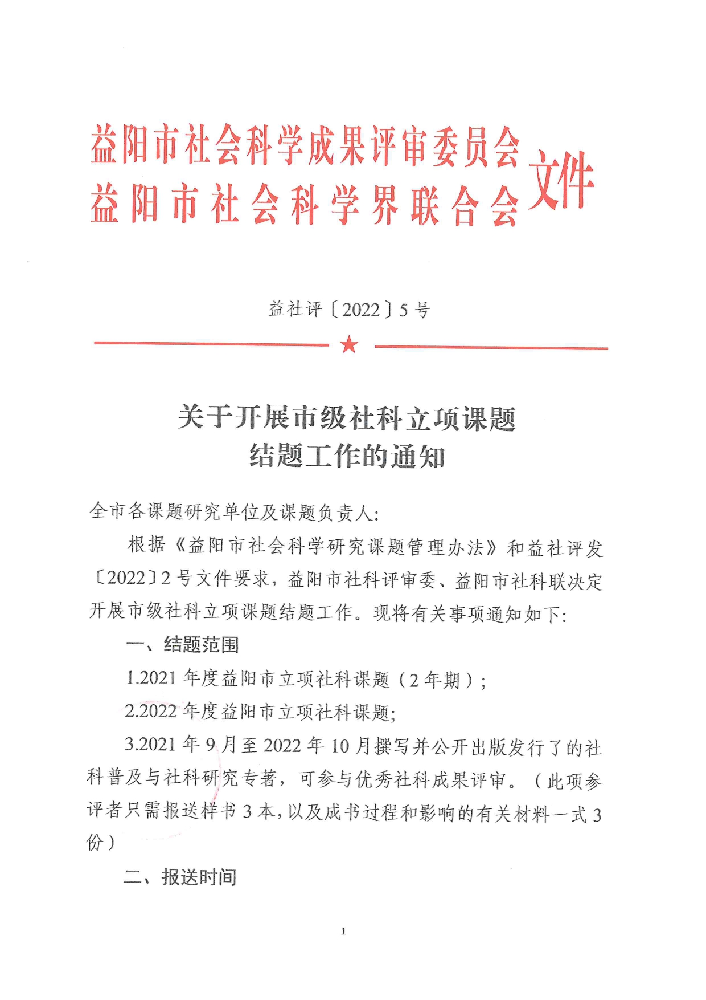 益阳市社会科学成果评审委员会
益阳市社会科学界联合会
文件
益社评〔2022〕5号
关于开展市级社科立项课题
结题工作的通知
全市各课题研究单位及课题负责人:
根据《益阳市社会科学研究课题管理办法》和益社评发
〔2022〕2号文件要求，益阳市社科评审委、益阳市社科联决定
开展市级社科立项课题结题工作。现将有关事项通知如下:
一、结题范围
1.2021年度益阳市立项社科课题（2年期）;
2.2022年度益阳市立项社科课题;
3.2021年9月至2022年10月撰写并公开出版发行了的社
科普及与社科研究专著，可参与优秀社科成果评审。（此项参
评者只需报送样书3本,以及成书过程和影响的有关材料一式3
份）
二、报送时间
1